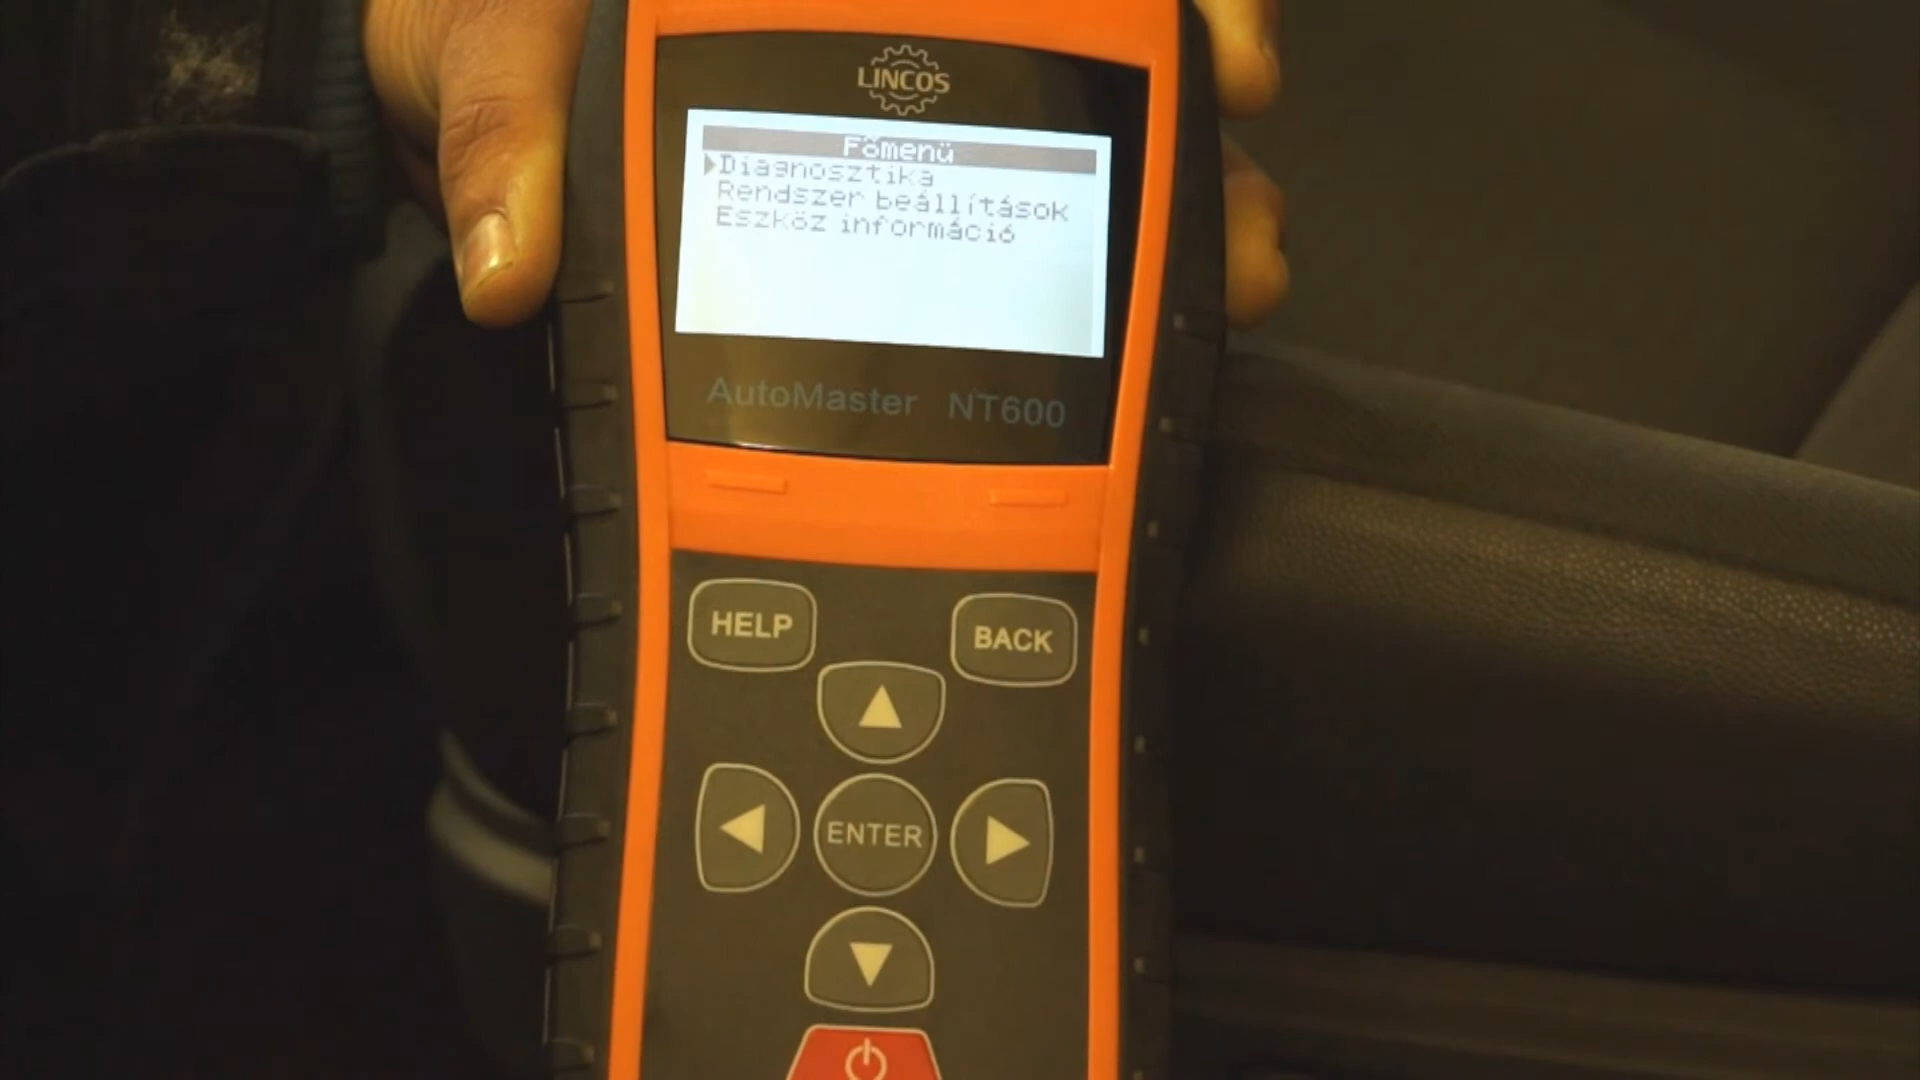 LINCOS
Főmenü
Diagnosztika
Rendszer beállítások
Eszköz információ
AutoMaster NT600
HELP
BACK
ENTER